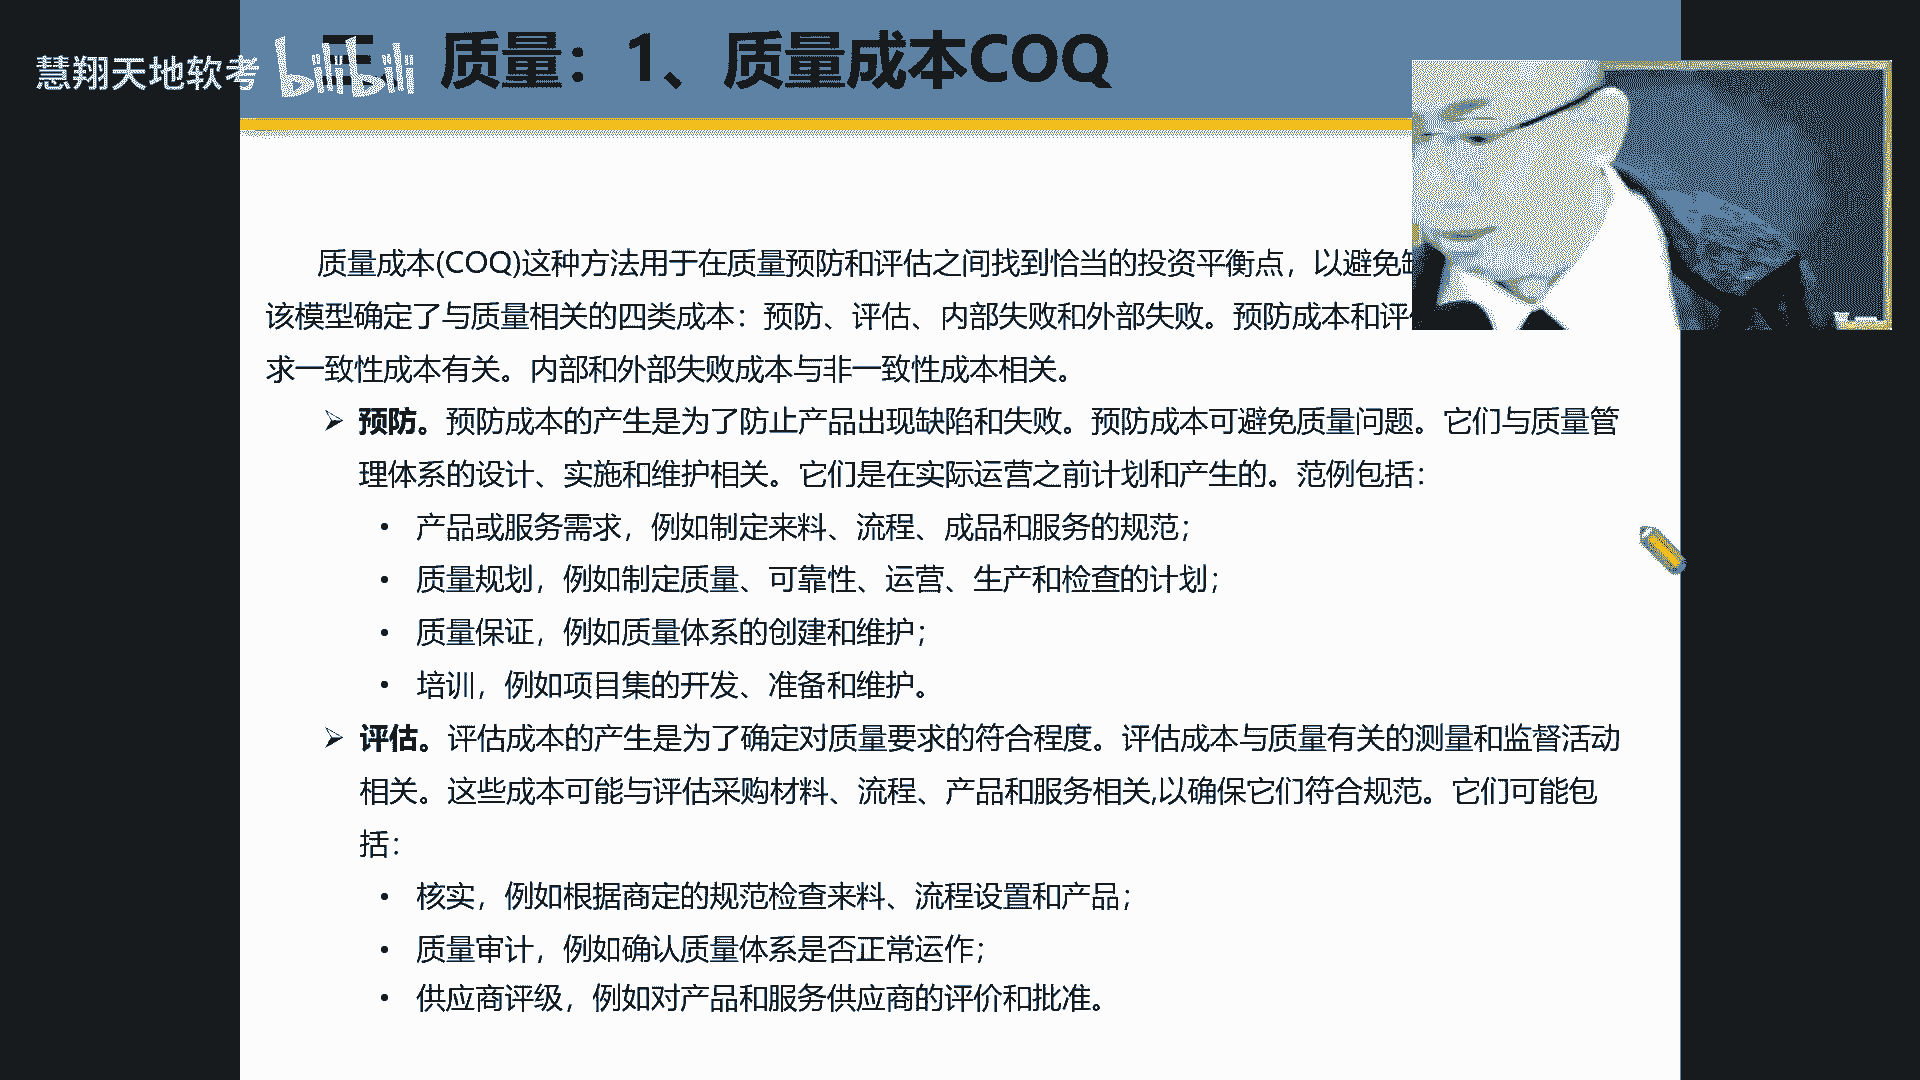 慧翔天地软考 bilibili
质量：1、质量成本COQ
质量成本(COQ)这种方法用于在质量预防和评估之间找到恰当的投资平衡点，以避免
该模型确定了与质量相关的四类成本：预防、评估、内部失败和外部失败。预防成本和评
求一致性成本有关。内部和外部失败成本与非一致性成本相关。
➢ 预防。预防成本的产生是为了防止产品出现缺陷和失败。预防成本可避免质量问题。它们与质量管
理体系的设计、实施和维护相关。它们是在实际运营之前计划和产生的。范例包括：
• 产品或服务需求，例如制定来料、流程、成品和服务的规范；
• 质量规划，例如制定质量、可靠性、运营、生产和检查的计划；
• 质量保证，例如质量体系的创建和维护；
• 培训，例如项目集的开发、准备和维护。
➢ 评估。评估成本的产生是为了确定对质量要求的符合程度。评估成本与质量有关的测量和监督活动
相关。这些成本可能与评估采购材料、流程、产品和服务相关,以确保它们符合规范。它们可能包
括：
• 核实，例如根据商定的规范检查来料、流程设置和产品；
• 质量审计，例如确认质量体系是否正常运作；
• 供应商评级，例如对产品和服务供应商的评价和批准。